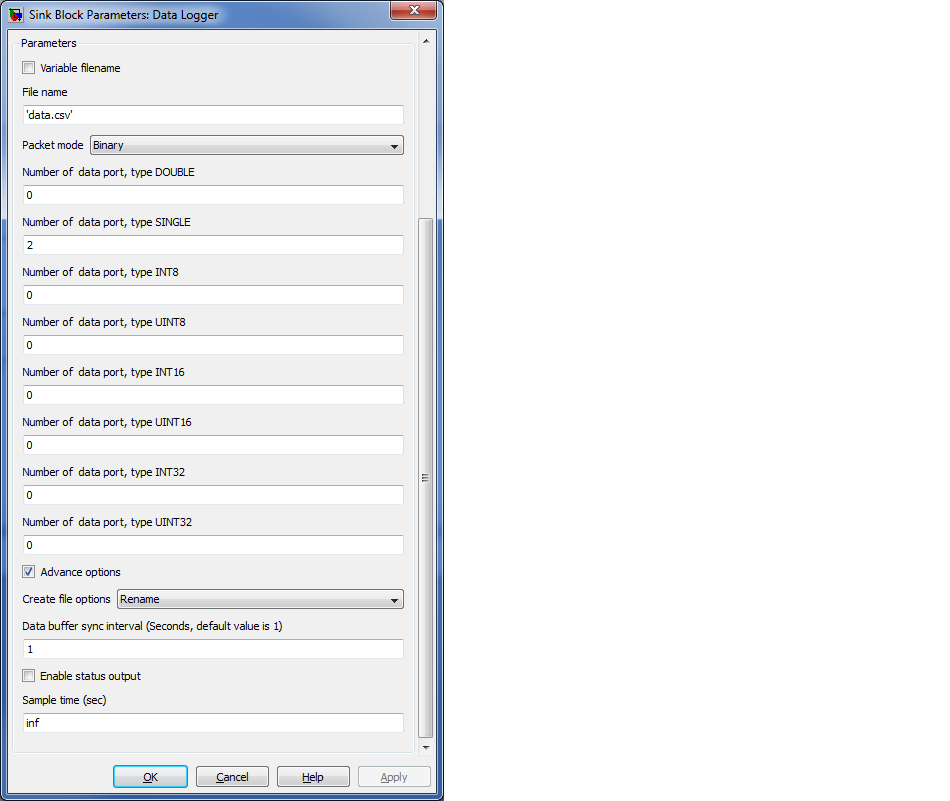 Sink Block Parameters: Data Logger
Parameters
Variable filename
File name
'data.csv'
Packet mode Binary
Number of data port, type DOUBLE
0
Number of data port, type SINGLE
2
Number of data port, type INT8
0
Number of data port, type UINT8
0
Number of data port, type INT16
0
Number of data port, type UINT16
0
Number of data port, type INT32
0
Number of data port, type UINT32
0
Advance options
Create file options Rename
Data buffer sync interval (Seconds, default value is 1)
1
Enable status output
Sample time (sec)
inf
OK Cancel Help Apply